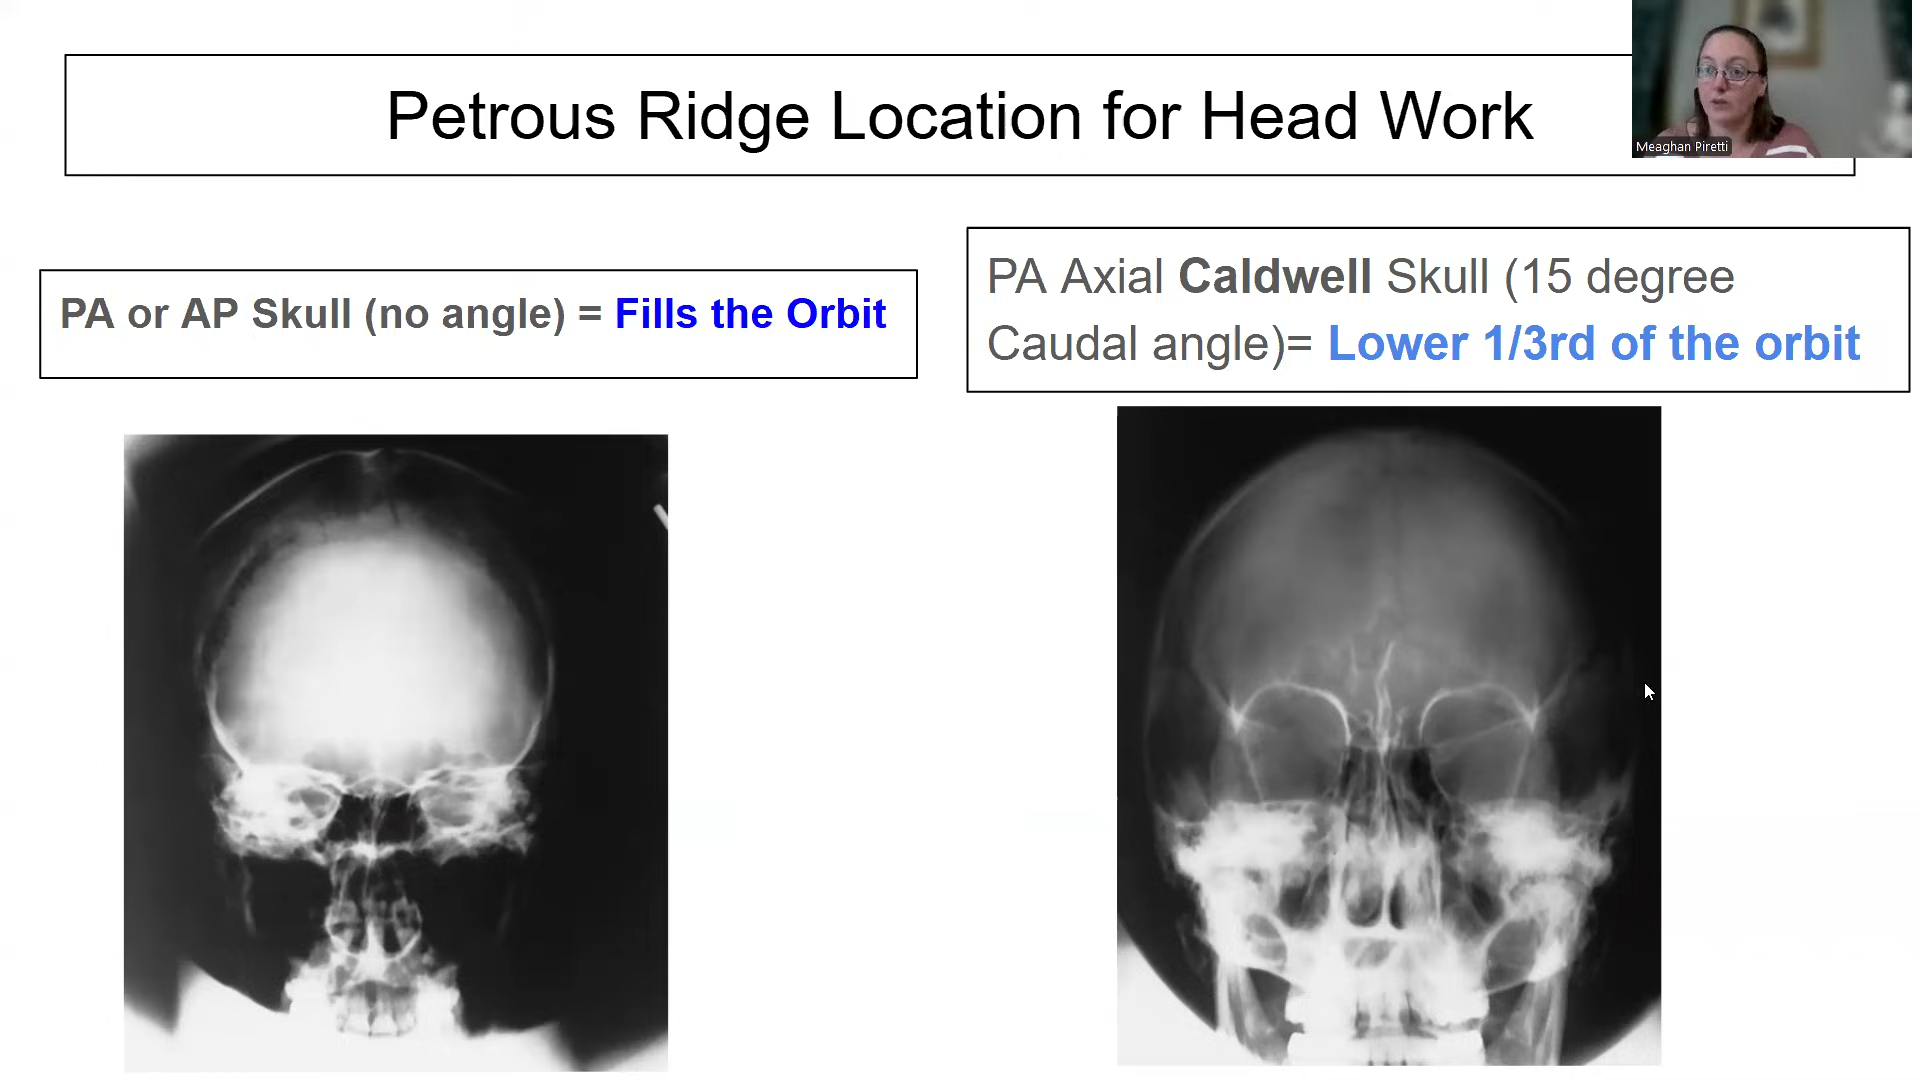 Petrous Ridge Location for Head Work
Meaghan Piretti
PA or AP Skull (no angle) = Fills the Orbit
PA Axial Caldwell Skull (15 degree
Caudal angle)= Lower 1/3rd of the orbit